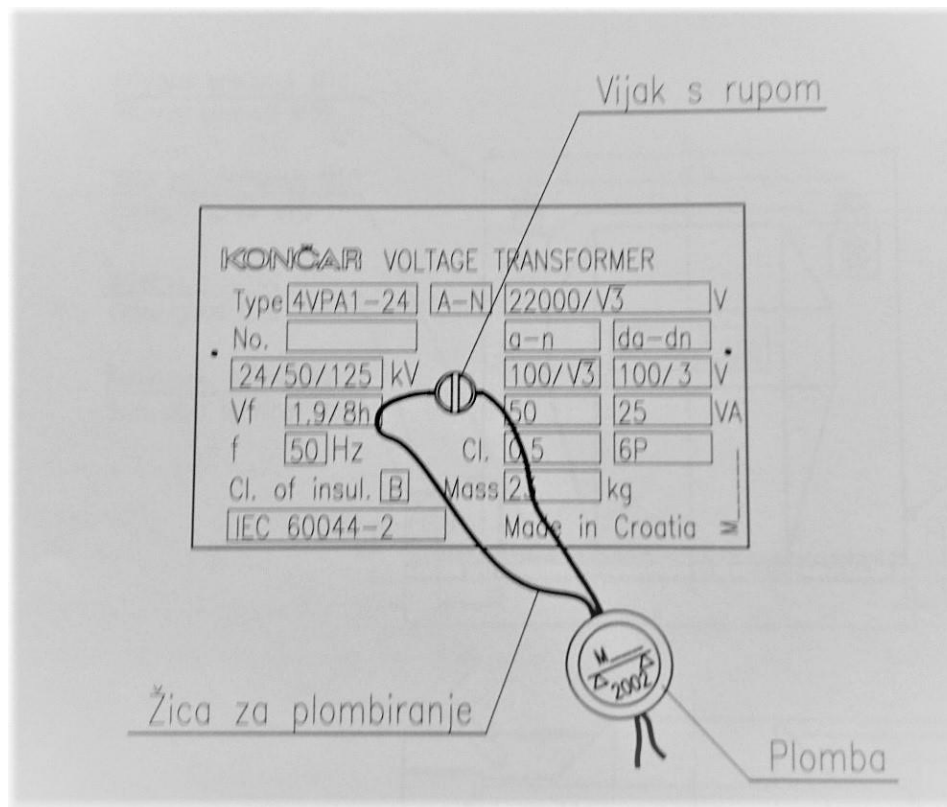 Vijak s rupom
KONČAR VOLTAGE TRANSFORMER
Type 4VPA1-24 A-N 22000/√3 V
No. a-n da-dn
24/50/125 kV 100/√3 100/3 V
Vf 1,9/8h 50 25 VA
f 50 Hz Cl. 0,5 6P
Cl. of insul. B Mass kg
IEC 60044-2 Made in Croatia M
M
2002
Žica za plombiranje
Plomba